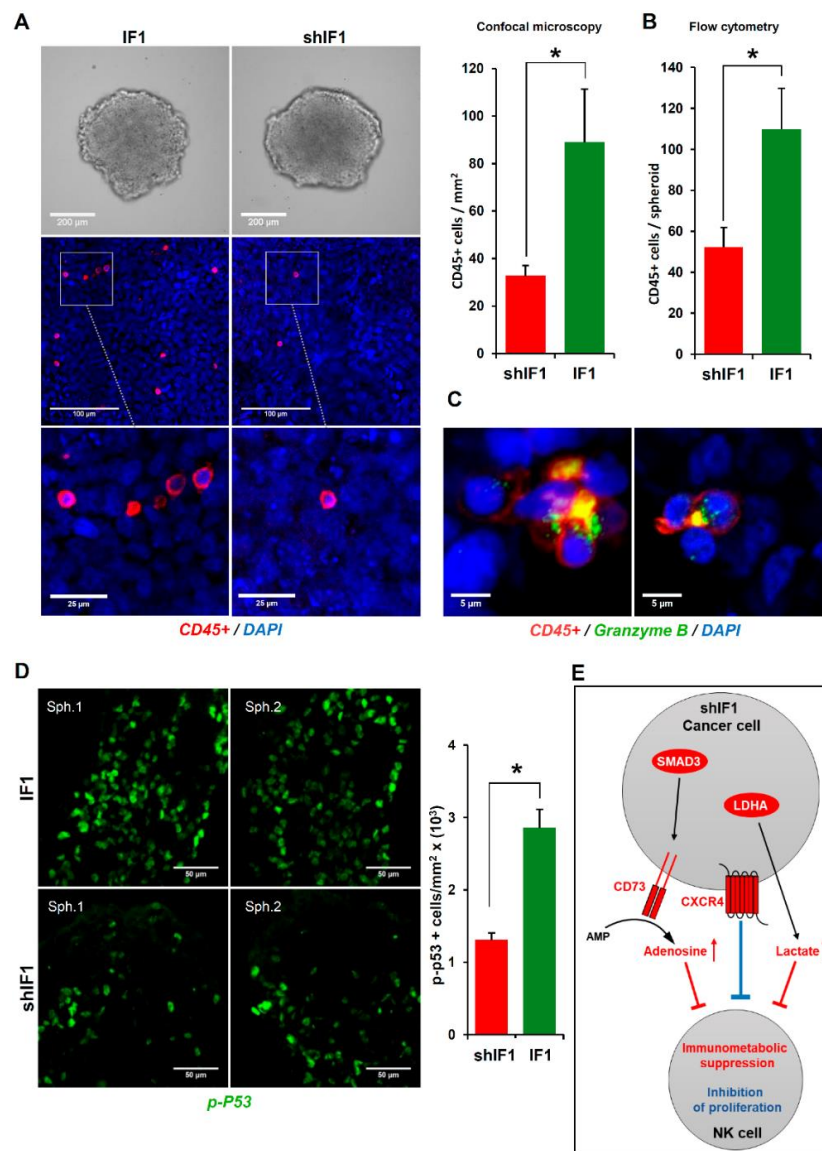 A
IF1
shIF1
200 µm
200 µm
100 µm
100 µm
25 µm
25 µm
CD45+ / DAPI
Confocal microscopy
*
CD45+ cells / mm²
120
100
80
60
40
20
0
shIF1
IF1
B
Flow cytometry
*
CD45+ cells / spheroid
140
120
100
80
60
40
20
0
shIF1
IF1
C
5 µm
5 µm
CD45+ / Granzyme B / DAPI
D
IF1
Sph.1
Sph.2
50 µm
50 µm
shIF1
Sph.1
Sph.2
50 µm
50 µm
p-P53
*
p-p53 + cells/mm² x (10³)
4
3
2
1
0
shIF1
IF1
E
shIF1
Cancer cell
SMAD3
LDHA
CD73
CXCR4
AMP
Adenosine
Lactate
Immunometabolic
suppression
Inhibition
of proliferation
NK cell